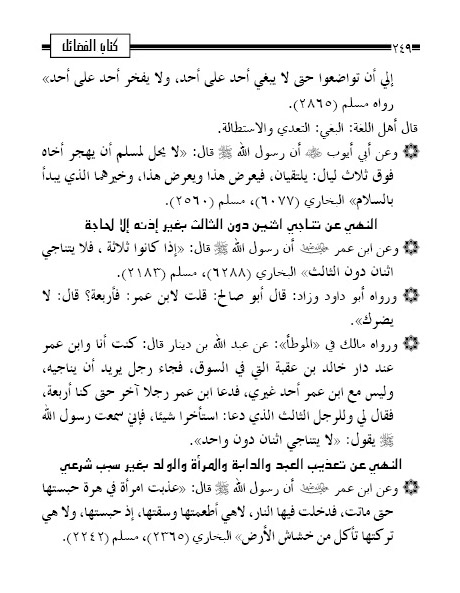 كتاب الفضائل
٢٤٩
إلي أن تواضعوا حتى لا يبغي أحد على أحد، ولا يفخر أحد على أحد»
رواه مسلم (٢٨٦٥).
قال أهل اللغة: البغي: التعدي والاستطالة.
وعن أبي أيوب ﷺ أن رسول الله ﷺ قال: «لا يحل لمسلم أن يهجر أخاه
فوق ثلاث ليال: يلتقيان، فيعرض هذا ويعرض هذا، وخيرهما الذي يبدأ
بالسلام» البخاري (٦٠٧٧)، مسلم (٢٥٦٠).
النهي عن تناجي اثنين دون الثالث بغير إذنه إلا لحاجة
وعن ابن عمر أن رسول الله ﷺ قال: «إذا كانوا ثلاثة ، فلا يتناجي
اثنان دون الثالث» البخاري (٦٢٨٨)، مسلم (٢١٨٣).
ورواه أبو داود وزاد: قال أبو صالح: قلت لابن عمر: فأربعة؟ قال: لا
يضرك».
ورواه مالك في «الموطأ»: عن عبد الله بن دينار قال: كنت أنا وابن عمر
عند دار خالد بن عقبة التي في السوق، فجاء رجل يريد أن يناجيه،
وليس مع ابن عمر أحد غيري، فدعا ابن عمر رجلا آخر حتى كنا أربعة،
فقال لي وللرجل الثالث الذي دعا: استأخرا شيئا، فإني سمعت رسول الله
ﷺ يقول: «لا يتناجي اثنان دون واحد».
النهي عن تعذيب العبد والدابة والمرأة والولد بغير سبب شرعي
وعن ابن عمر أن رسول الله ﷺ قال: «عذبت امرأة في هرة حبستها
حتى ماتت، فدخلت فيها النار، لاهي أطعمتها وسقتها، إذ حبستها، ولا هي
تركتها تأكل من خشاش الأرض» البخاري (٢٣٦٥)، مسلم (٢٢٤٢).